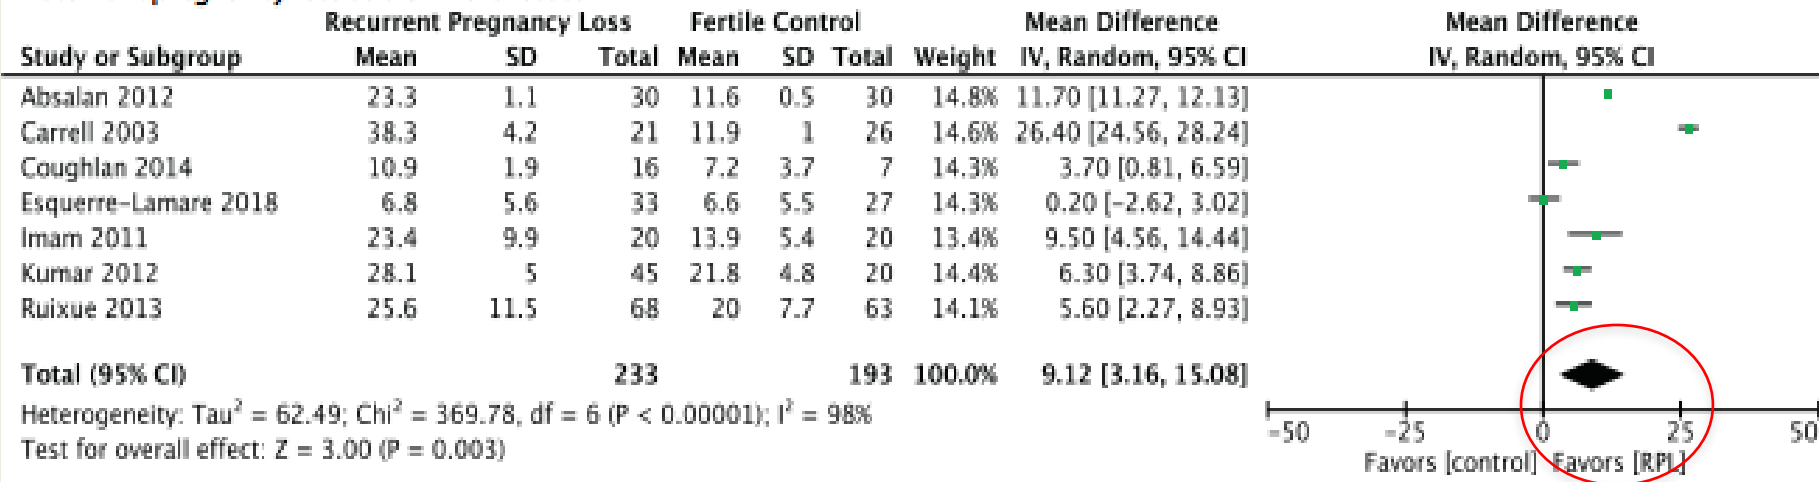 Recurrent Pregnancy Loss Fertile Control Mean Difference Mean Difference
Study or Subgroup Mean SD Total Mean SD Total Weight IV, Random, 95% CI IV, Random, 95% CI
Absalan 2012 23.3 1.1 30 11.6 0.5 30 14.8% 11.70 [11.27, 12.13]
Carrell 2003 38.3 4.2 21 11.9 1 26 14.6% 26.40 [24.56, 28.24]
Coughlan 2014 10.9 1.9 16 7.2 3.7 7 14.3% 3.70 [0.81, 6.59]
Esquerre-Lamare 2018 6.8 5.6 33 6.6 5.5 27 14.3% 0.20 [-2.62, 3.02]
Imam 2011 23.4 9.9 20 13.9 5.4 20 13.4% 9.50 [4.56, 14.44]
Kumar 2012 28.1 5 45 21.8 4.8 20 14.4% 6.30 [3.74, 8.86]
Ruixue 2013 25.6 11.5 68 20 7.7 63 14.1% 5.60 [2.27, 8.93]
Total (95% CI) 233 193 100.0% 9.12 [3.16, 15.08]
Heterogeneity: Tau² = 62.49; Chi² = 369.78, df = 6 (P < 0.00001); I² = 98%
Test for overall effect: Z = 3.00 (P = 0.003)
-50 -25 0 25 50
Favors [control] Favors [RPL]